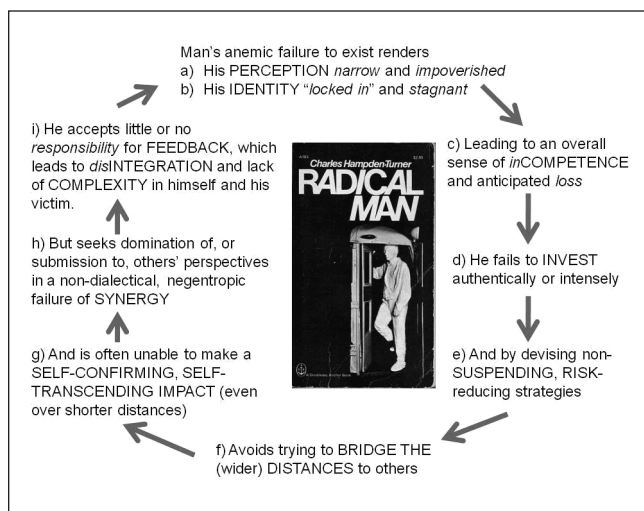 Man's anemic failure to exist renders
a) His PERCEPTION narrow and impoverished
b) His IDENTITY “locked in” and stagnant
c) Leading to an overall
sense of inCOMPETENCE
and anticipated loss
d) He fails to INVEST
authentically or intensely
e) And by devising non-
SUSPENDING, RISK-
reducing strategies
f) Avoids trying to BRIDGE THE
(wider) DISTANCES to others
g) And is often unable to make a
SELF-CONFIRMING, SELF-
TRANSCENDING IMPACT (even
over shorter distances)
h) But seeks domination of, or
submission to, others' perspectives
in a non-dialectical, negentropic
failure of SYNERGY
i) He accepts little or no
responsibility for FEEDBACK, which
leads to disINTEGRATION and lack
of COMPLEXITY in himself and his
victim.
Charles Hampden-Turner
RADICAL
MAN